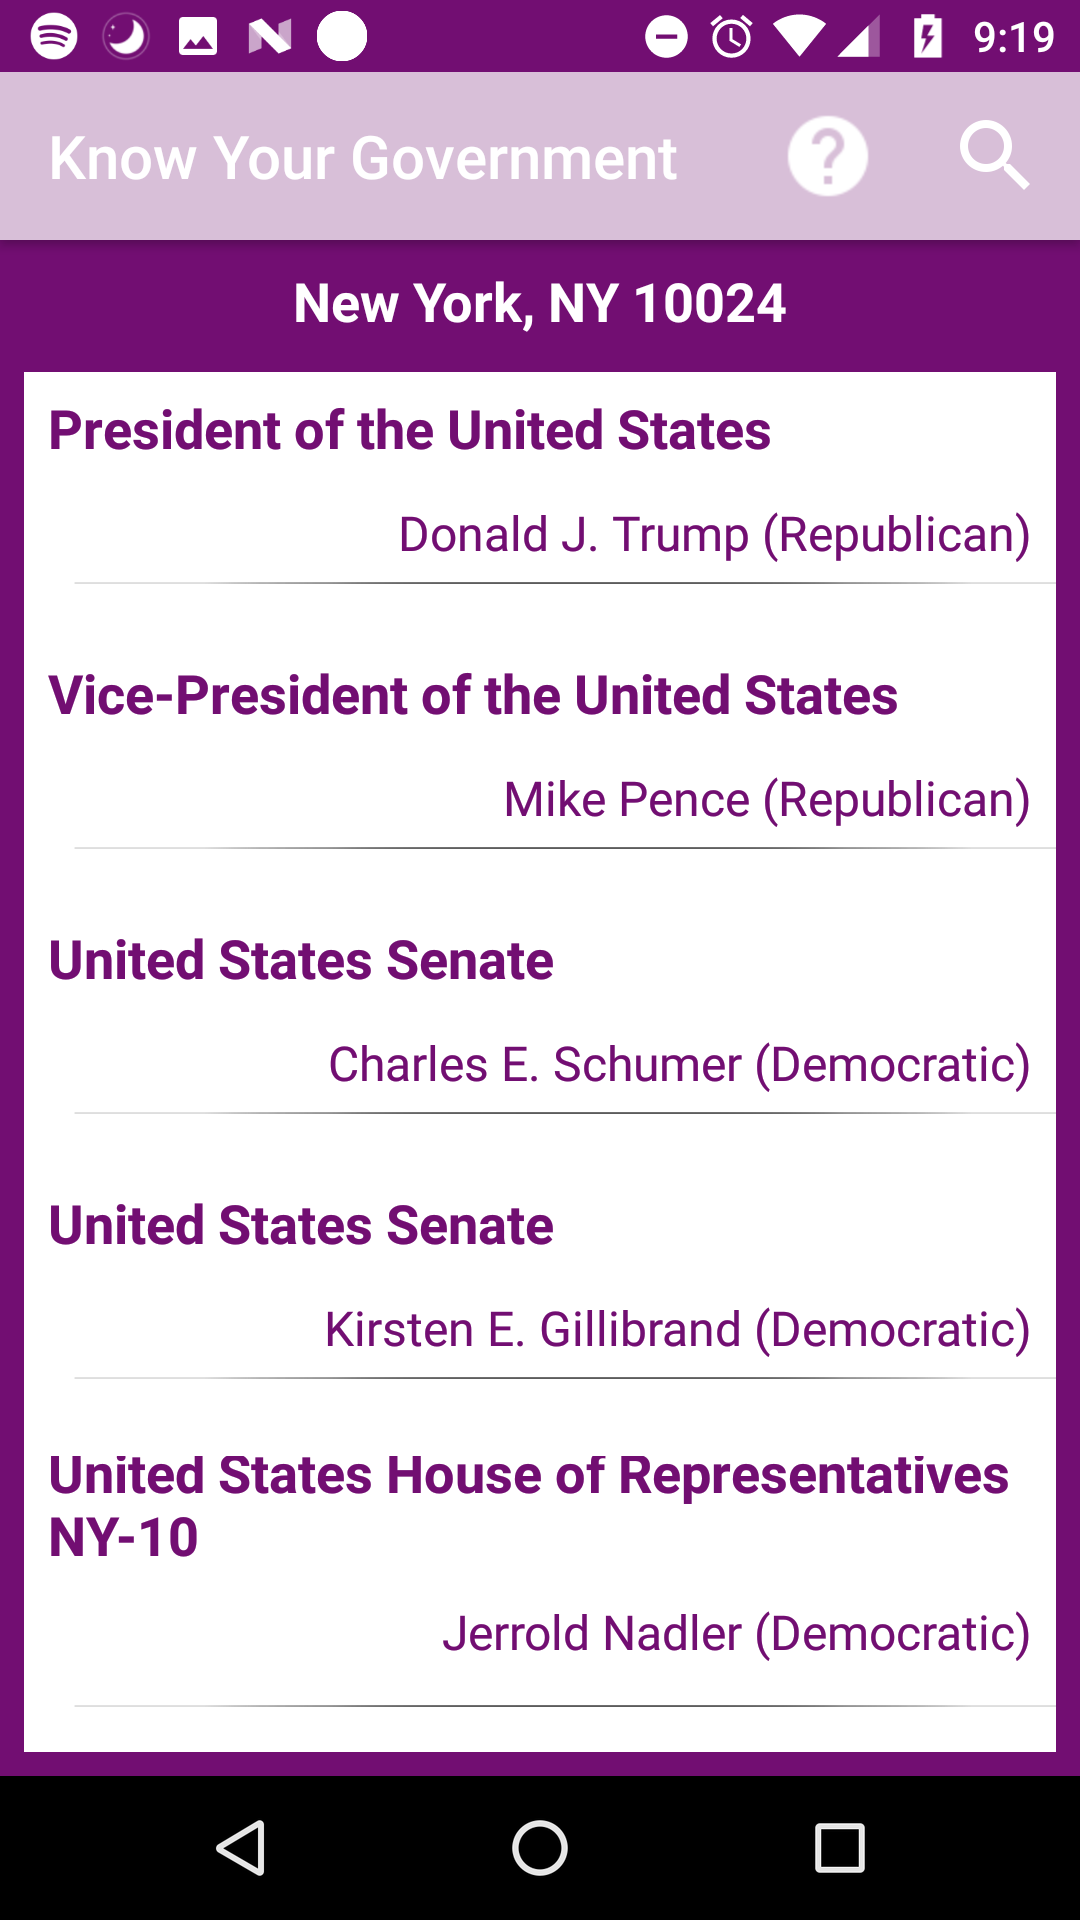 9:19
Know Your Government
New York, NY 10024
President of the United States
Donald J. Trump (Republican)
Vice-President of the United States
Mike Pence (Republican)
United States Senate
Charles E. Schumer (Democratic)
United States Senate
Kirsten E. Gillibrand (Democratic)
United States House of Representatives
NY-10
Jerrold Nadler (Democratic)